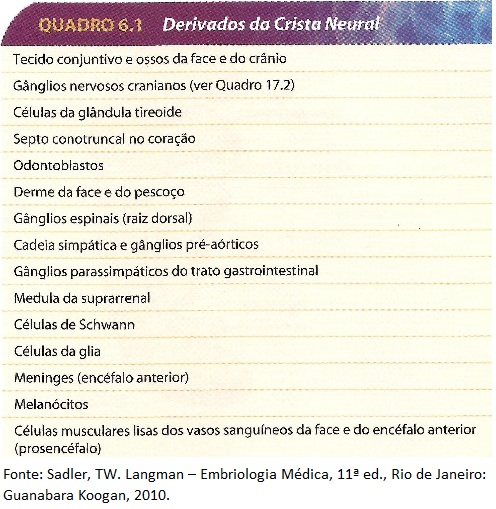 QUADRO 6.1 Derivados da Crista Neural
Tecido conjuntivo e ossos da face e do crânio
Gânglios nervosos cranianos (ver Quadro 17.2)
Células da glândula tireoide
Septo conotruncal no coração
Odontoblastos
Derme da face e do pescoço
Gânglios espinais (raiz dorsal)
Cadeia simpática e gânglios pré-aórticos
Gânglios parassimpáticos do trato gastrointestinal
Medula da suprarrenal
Células de Schwann
Células da glia
Meninges (encéfalo anterior)
Melanócitos
Células musculares lisas dos vasos sanguíneos da face e do encéfalo anterior
(prosencéfalo)
Fonte: Sadler, TW. Langman – Embriologia Médica, 11ª ed., Rio de Janeiro:
Guanabara Koogan, 2010.